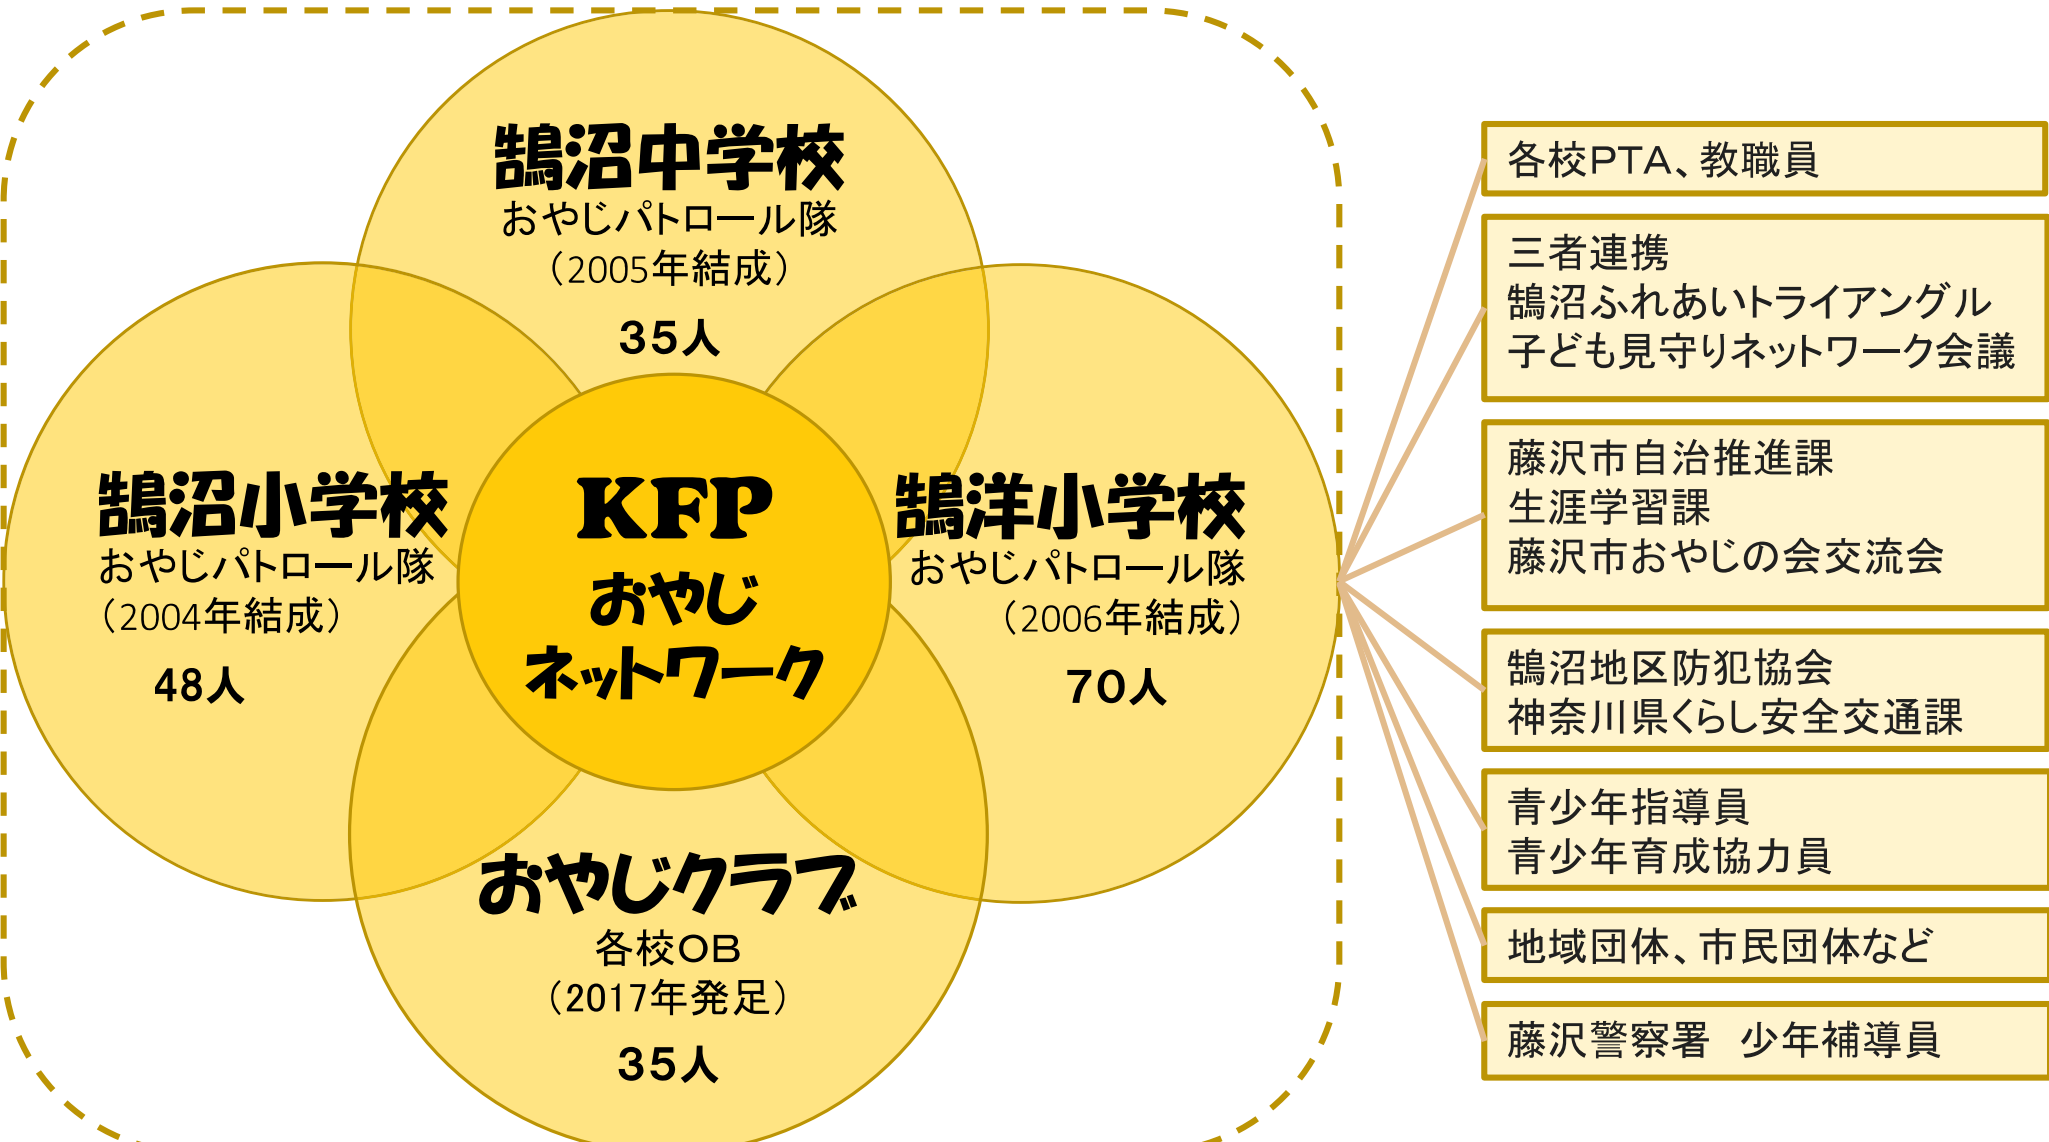 鵠沼中学校
おやじパトロール隊
（2005年結成）
35人
鵠沼小学校
おやじパトロール隊
（2004年結成）
48人
KFP
おやじ
ネットワーク
鵠洋小学校
おやじパトロール隊
（2006年結成）
70人
おやじクラブ
各校OB
（2017年発足）
35人
各校PTA、教職員
三者連携
鵠沼ふれあいトライアングル
子ども見守りネットワーク会議
藤沢市自治推進課
生涯学習課
藤沢市おやじの会交流会
鵠沼地区防犯協会
神奈川県くらし安全交通課
青少年指導員
青少年育成協力員
地域団体、市民団体など
藤沢警察署　少年補導員